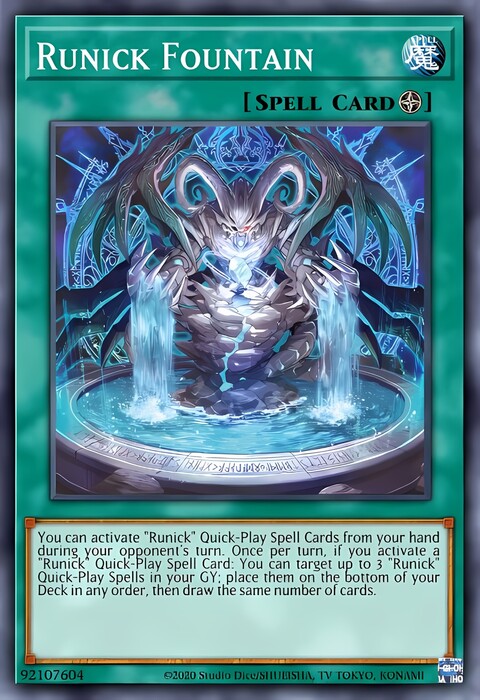 RUNICK FOUNTAIN
魔
[SPELL CARD]
You can activate "Runick" Quick-Play Spell Cards from your hand
during your opponent's turn. Once per turn, if you activate a
"Runick" Quick-Play Spell Card: You can target up to 3 "Runick"
Quick-Play Spells in your GY; place them on the bottom of your
Deck in any order, then draw the same number of cards.
92107604
©2020 Studio Dice/SHUEISHA, TV TOKYO, KONAMI